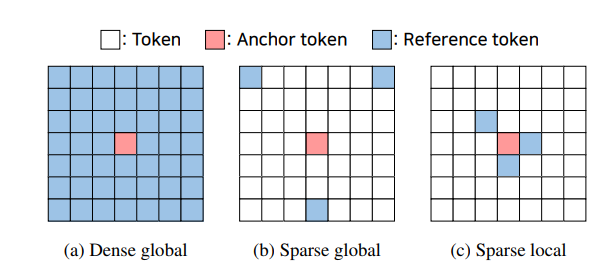 : Token : Anchor token : Reference token
(a) Dense global (b) Sparse global (c) Sparse local